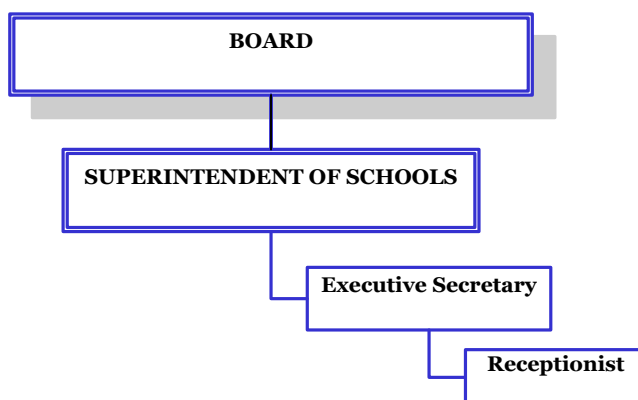 BOARD
SUPERINTENDENT OF SCHOOLS
Executive Secretary
Receptionist